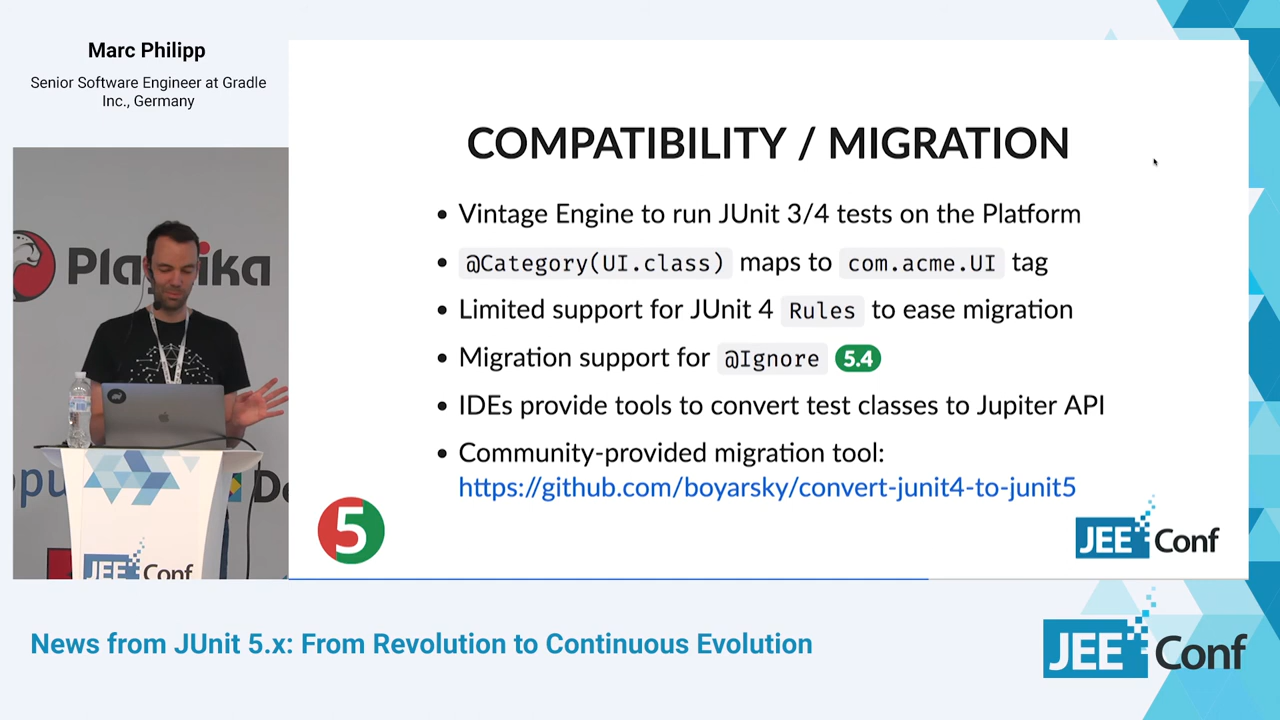 Marc Philipp
Senior Software Engineer at Gradle
Inc., Germany
COMPATIBILITY / MIGRATION
• Vintage Engine to run JUnit 3/4 tests on the Platform
• @Category(UI.class) maps to com.acme.UI tag
• Limited support for JUnit 4 Rules to ease migration
• Migration support for @Ignore 5.4
• IDEs provide tools to convert test classes to Jupiter API
• Community-provided migration tool:
https://github.com/boyarsky/convert-junit4-to-junit5
5
JEE Conf
JEE Conf
News from JUnit 5.x: From Revolution to Continuous Evolution
JEE Conf